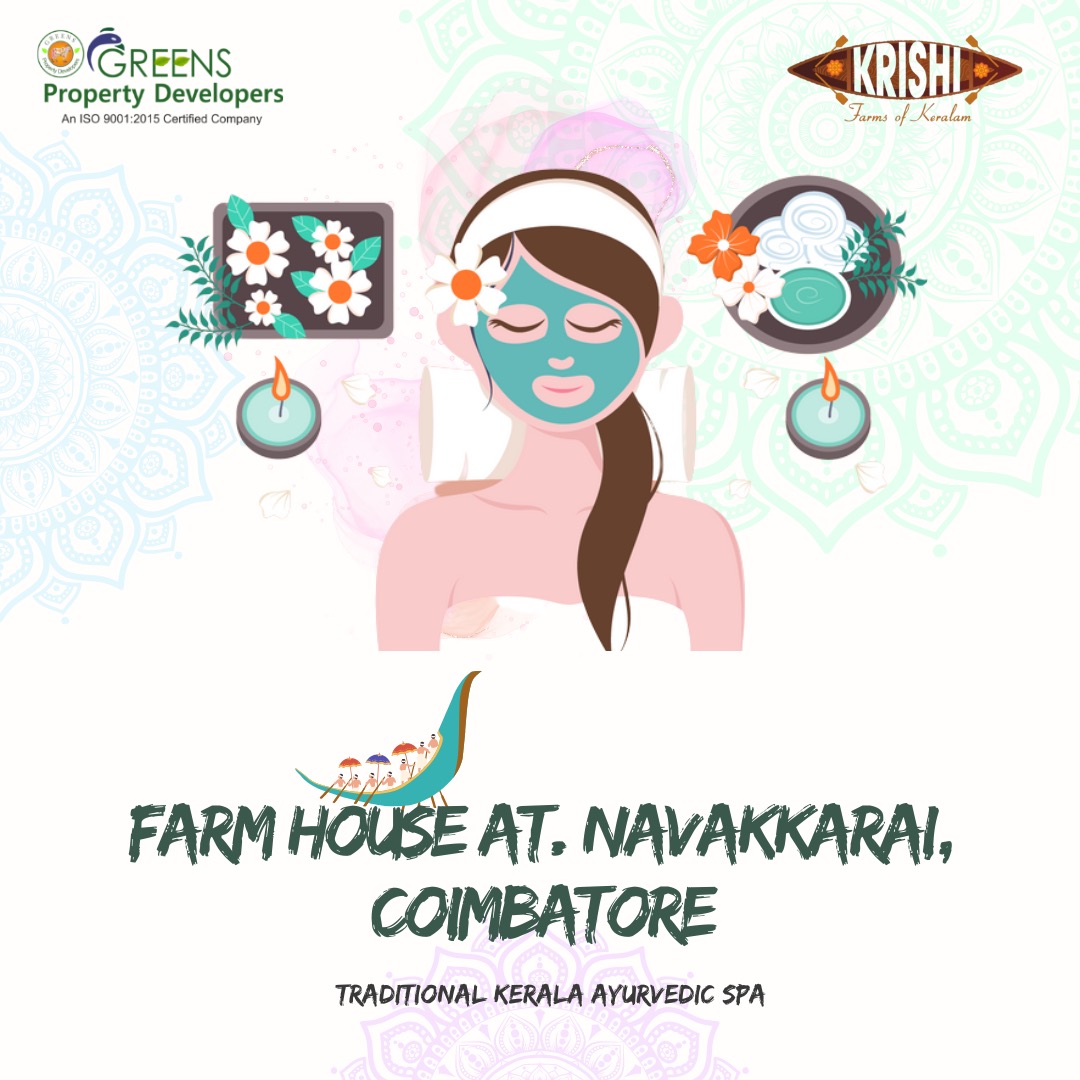 GREENS
Property Developers
An ISO 9001:2015 Certified Company
KRISHI
Farms of Keralam
FARM HOUSE AT. NAVAKKARAI,
COIMBATORE
TRADITIONAL KERALA AYURVEDIC SPA